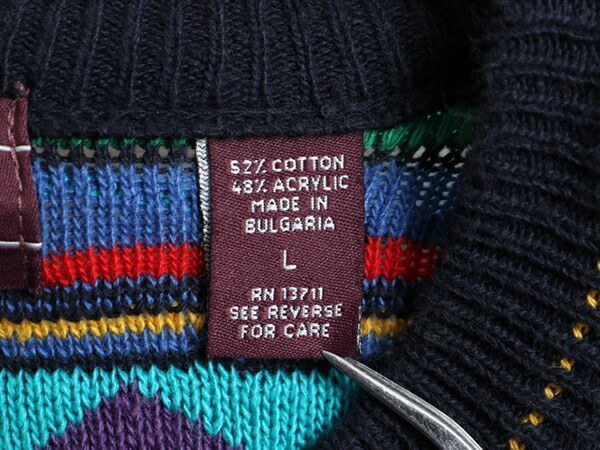 52% COTTON
48% ACRYLIC
MADE IN
BULGARIA
L
RN 13711
SEE REVERSE
FOR CARE